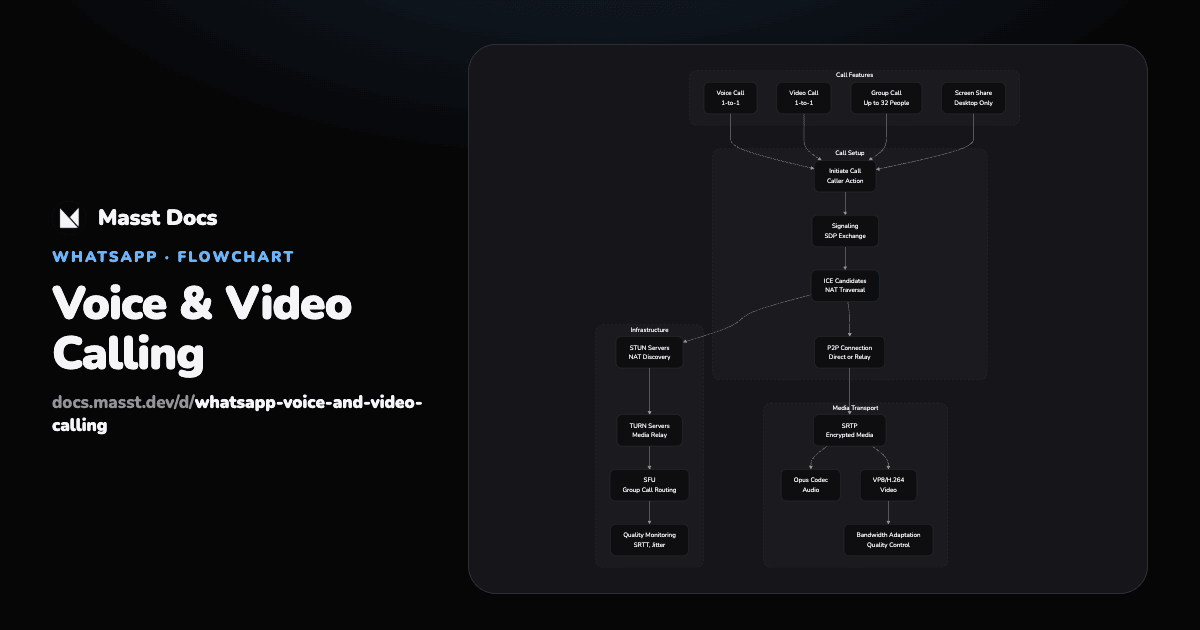 Masst Docs
WHATSAPP · FLOWCHART
Voice & Video
Calling
docs.masst.dev/d/whatsapp-voice-and-video-
calling
Call Features
Voice Call
1-to-1
Video Call
1-to-1
Group Call
Up to 32 People
Screen Share
Desktop Only
Call Setup
Initiate Call
Caller Action
Signaling
SDP Exchange
ICE Candidates
NAT Traversal
Infrastructure
STUN Servers
NAT Discovery
P2P Connection
Direct or Relay
TURN Servers
Media Relay
SFU
Group Call Routing
Quality Monitoring
SRTT, Jitter
Media Transport
SRTP
Encrypted Media
Opus Codec
Audio
VP8/H.264
Video
Bandwidth Adaptation
Quality Control